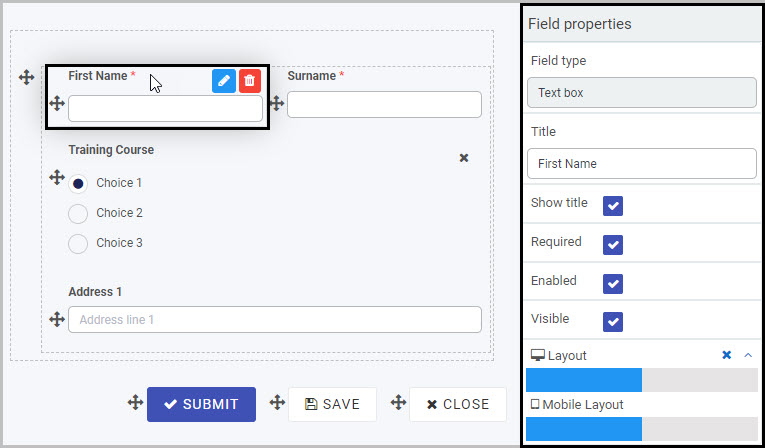 First Name *
Surname *
Training Course
Choice 1
Choice 2
Choice 3
Address 1
Address line 1
SUBMIT
SAVE
CLOSE
Field properties
Field type
Text box
Title
First Name
Show title
Required
Enabled
Visible
Layout
Mobile Layout